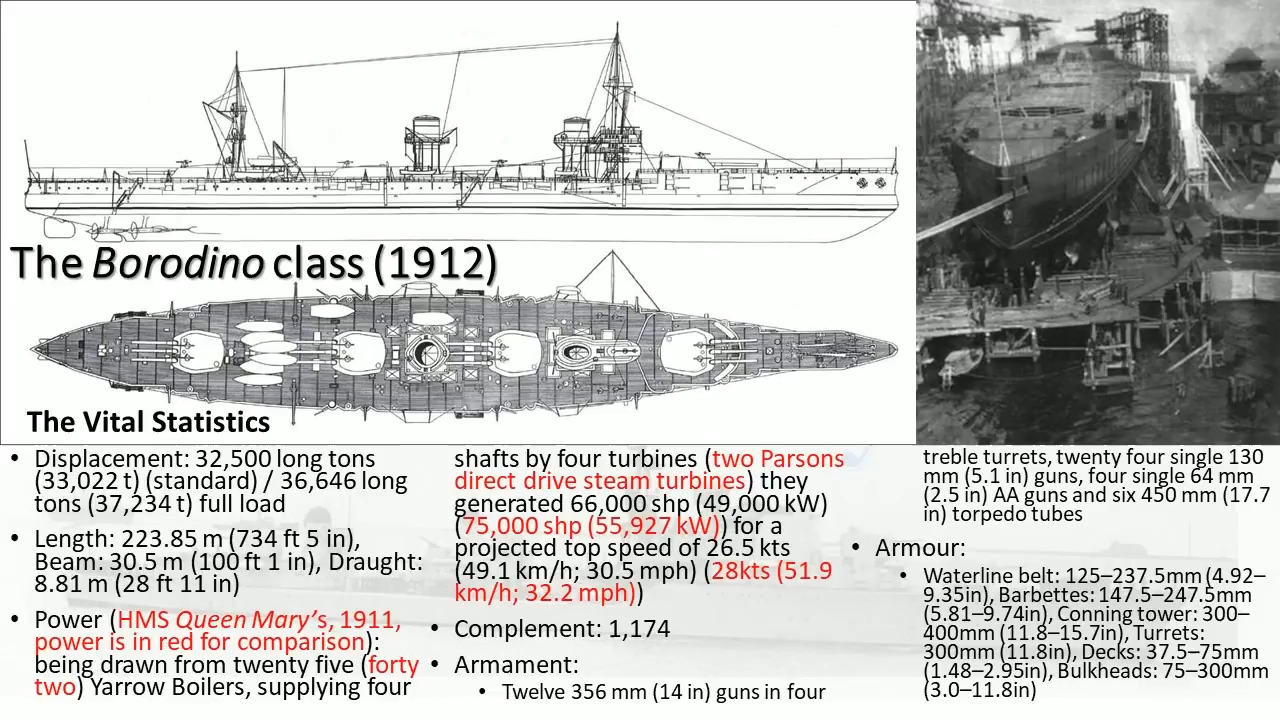 The Borodino class (1912)
The Vital Statistics
• Displacement: 32,500 long tons
(33,022 t) (standard) / 36,646 long
tons (37,234 t) full load
• Length: 223.85 m (734 ft 5 in),
Beam: 30.5 m (100 ft 1 in), Draught:
8.81 m (28 ft 11 in)
• Power (HMS Queen Mary’s, 1911,
power is in red for comparison):
being drawn from twenty five (forty
two) Yarrow Boilers, supplying four
shafts by four turbines (two Parsons
direct drive steam turbines) they
generated 66,000 shp (49,000 kW)
(75,000 shp (55,927 kW)) for a
projected top speed of 26.5 kts
(49.1 km/h; 30.5 mph) (28kts (51.9
km/h; 32.2 mph))
• Complement: 1,174
• Armament:
• Twelve 356 mm (14 in) guns in four
treble turrets, twenty four single 130
mm (5.1 in) guns, four single 64 mm
(2.5 in) AA guns and six 450 mm (17.7
in) torpedo tubes
• Armour:
• Waterline belt: 125–237.5mm (4.92–
9.35in), Barbettes: 147.5–247.5mm
(5.81–9.74in), Conning tower: 300–
400mm (11.8–15.7in), Turrets:
300mm (11.8in), Decks: 37.5–75mm
(1.48–2.95in), Bulkheads: 75–300mm
(3.0–11.8in)